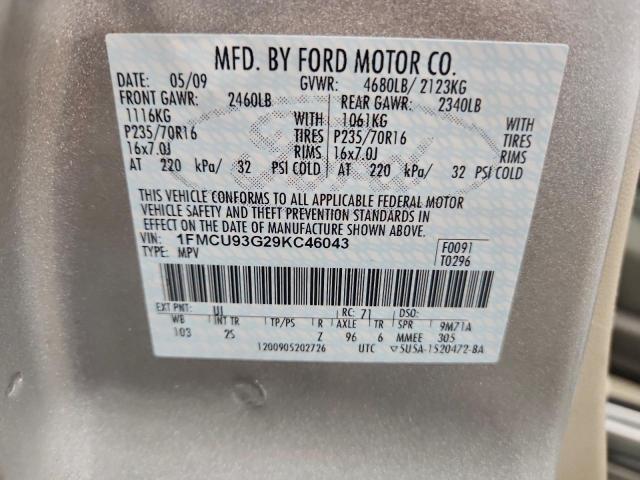 MFD. BY FORD MOTOR CO.
DATE: 05/09 GVWR: 4680LB/ 2123KG
FRONT GAWR: 2460LB REAR GAWR: 2340LB
1116KG WITH 1061KG WITH
P235/70R16 TIRES P235/70R16 TIRES
16x7.0J RIMS 16x7.0J RIMS
AT 220 kPa/ 32 PSI COLD AT 220 kPa/ 32 PSI COLD
THIS VEHICLE CONFORMS TO ALL APPLICABLE FEDERAL MOTOR
VEHICLE SAFETY AND THEFT PREVENTION STANDARDS IN
EFFECT ON THE DATE OF MANUFACTURE SHOWN ABOVE.
VIN: 1FMCU93G29KC46043 F0091
TYPE: MPV T0296
EXT PNT: UJ RC: 71 DSO:
WB INT TR TP/PS R AXLE TR SPR 9M71A
103 25 Z 96 6 MMEE 305
1200905202726 UTC ▽5U5A-1520472-BA